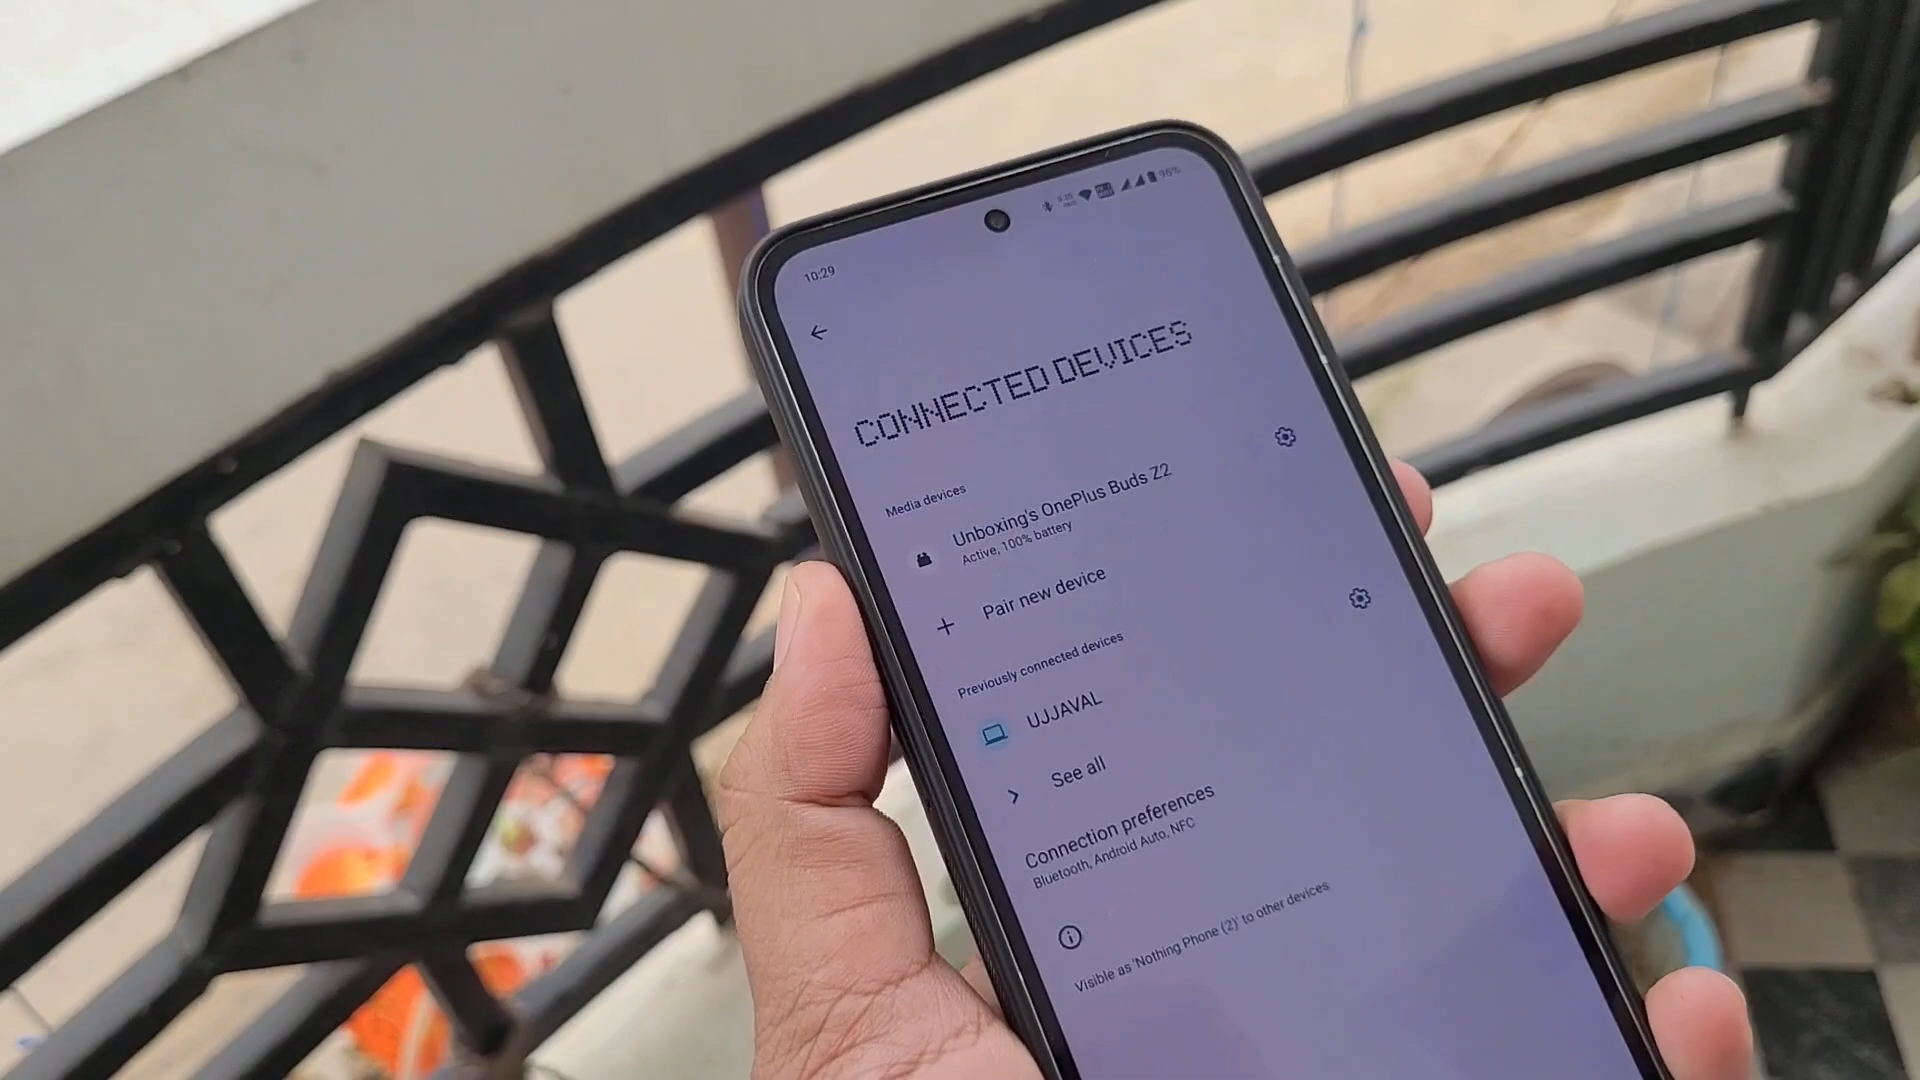 10:29
96%
CONNECTED DEVICES
Media devices
Unboxing's OnePlus Buds Z2
Active, 100% battery
Pair new device
Previously connected devices
UJJAVAL
See all
Connection preferences
Bluetooth, Android Auto, NFC
Visible as 'Nothing Phone (2)' to other devices